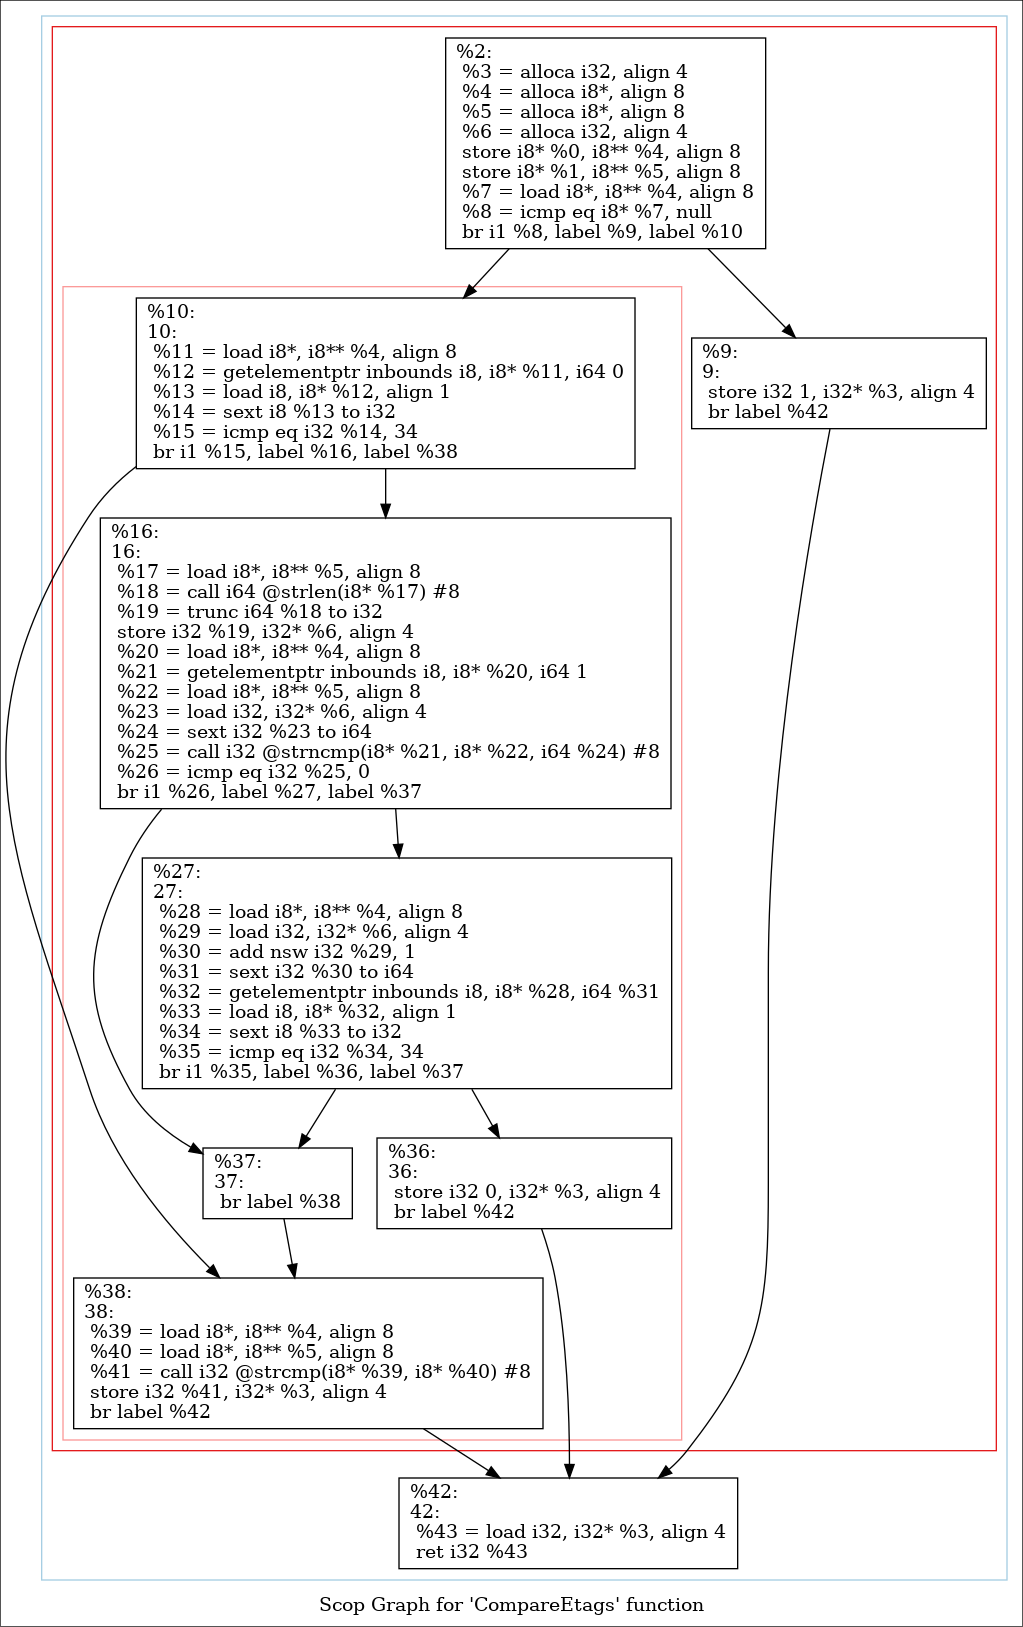 %2:
%3 = alloca i32, align 4
%4 = alloca i8*, align 8
%5 = alloca i8*, align 8
%6 = alloca i32, align 4
store i8* %0, i8** %4, align 8
store i8* %1, i8** %5, align 8
%7 = load i8*, i8** %4, align 8
%8 = icmp eq i8* %7, null
br i1 %8, label %9, label %10
%10:
10:
%11 = load i8*, i8** %4, align 8
%12 = getelementptr inbounds i8, i8* %11, i64 0
%13 = load i8, i8* %12, align 1
%14 = sext i8 %13 to i32
%15 = icmp eq i32 %14, 34
br i1 %15, label %16, label %38
%9:
9:
store i32 1, i32* %3, align 4
br label %42
%16:
16:
%17 = load i8*, i8** %5, align 8
%18 = call i64 @strlen(i8* %17) #8
%19 = trunc i64 %18 to i32
store i32 %19, i32* %6, align 4
%20 = load i8*, i8** %4, align 8
%21 = getelementptr inbounds i8, i8* %20, i64 1
%22 = load i8*, i8** %5, align 8
%23 = load i32, i32* %6, align 4
%24 = sext i32 %23 to i64
%25 = call i32 @strncmp(i8* %21, i8* %22, i64 %24) #8
%26 = icmp eq i32 %25, 0
br i1 %26, label %27, label %37
%27:
27:
%28 = load i8*, i8** %4, align 8
%29 = load i32, i32* %6, align 4
%30 = add nsw i32 %29, 1
%31 = sext i32 %30 to i64
%32 = getelementptr inbounds i8, i8* %28, i64 %31
%33 = load i8, i8* %32, align 1
%34 = sext i8 %33 to i32
%35 = icmp eq i32 %34, 34
br i1 %35, label %36, label %37
%37:
37:
br label %38
%36:
36:
store i32 0, i32* %3, align 4
br label %42
%38:
38:
%39 = load i8*, i8** %4, align 8
%40 = load i8*, i8** %5, align 8
%41 = call i32 @strcmp(i8* %39, i8* %40) #8
store i32 %41, i32* %3, align 4
br label %42
%42:
42:
%43 = load i32, i32* %3, align 4
ret i32 %43
Scop Graph for 'CompareEtags' function